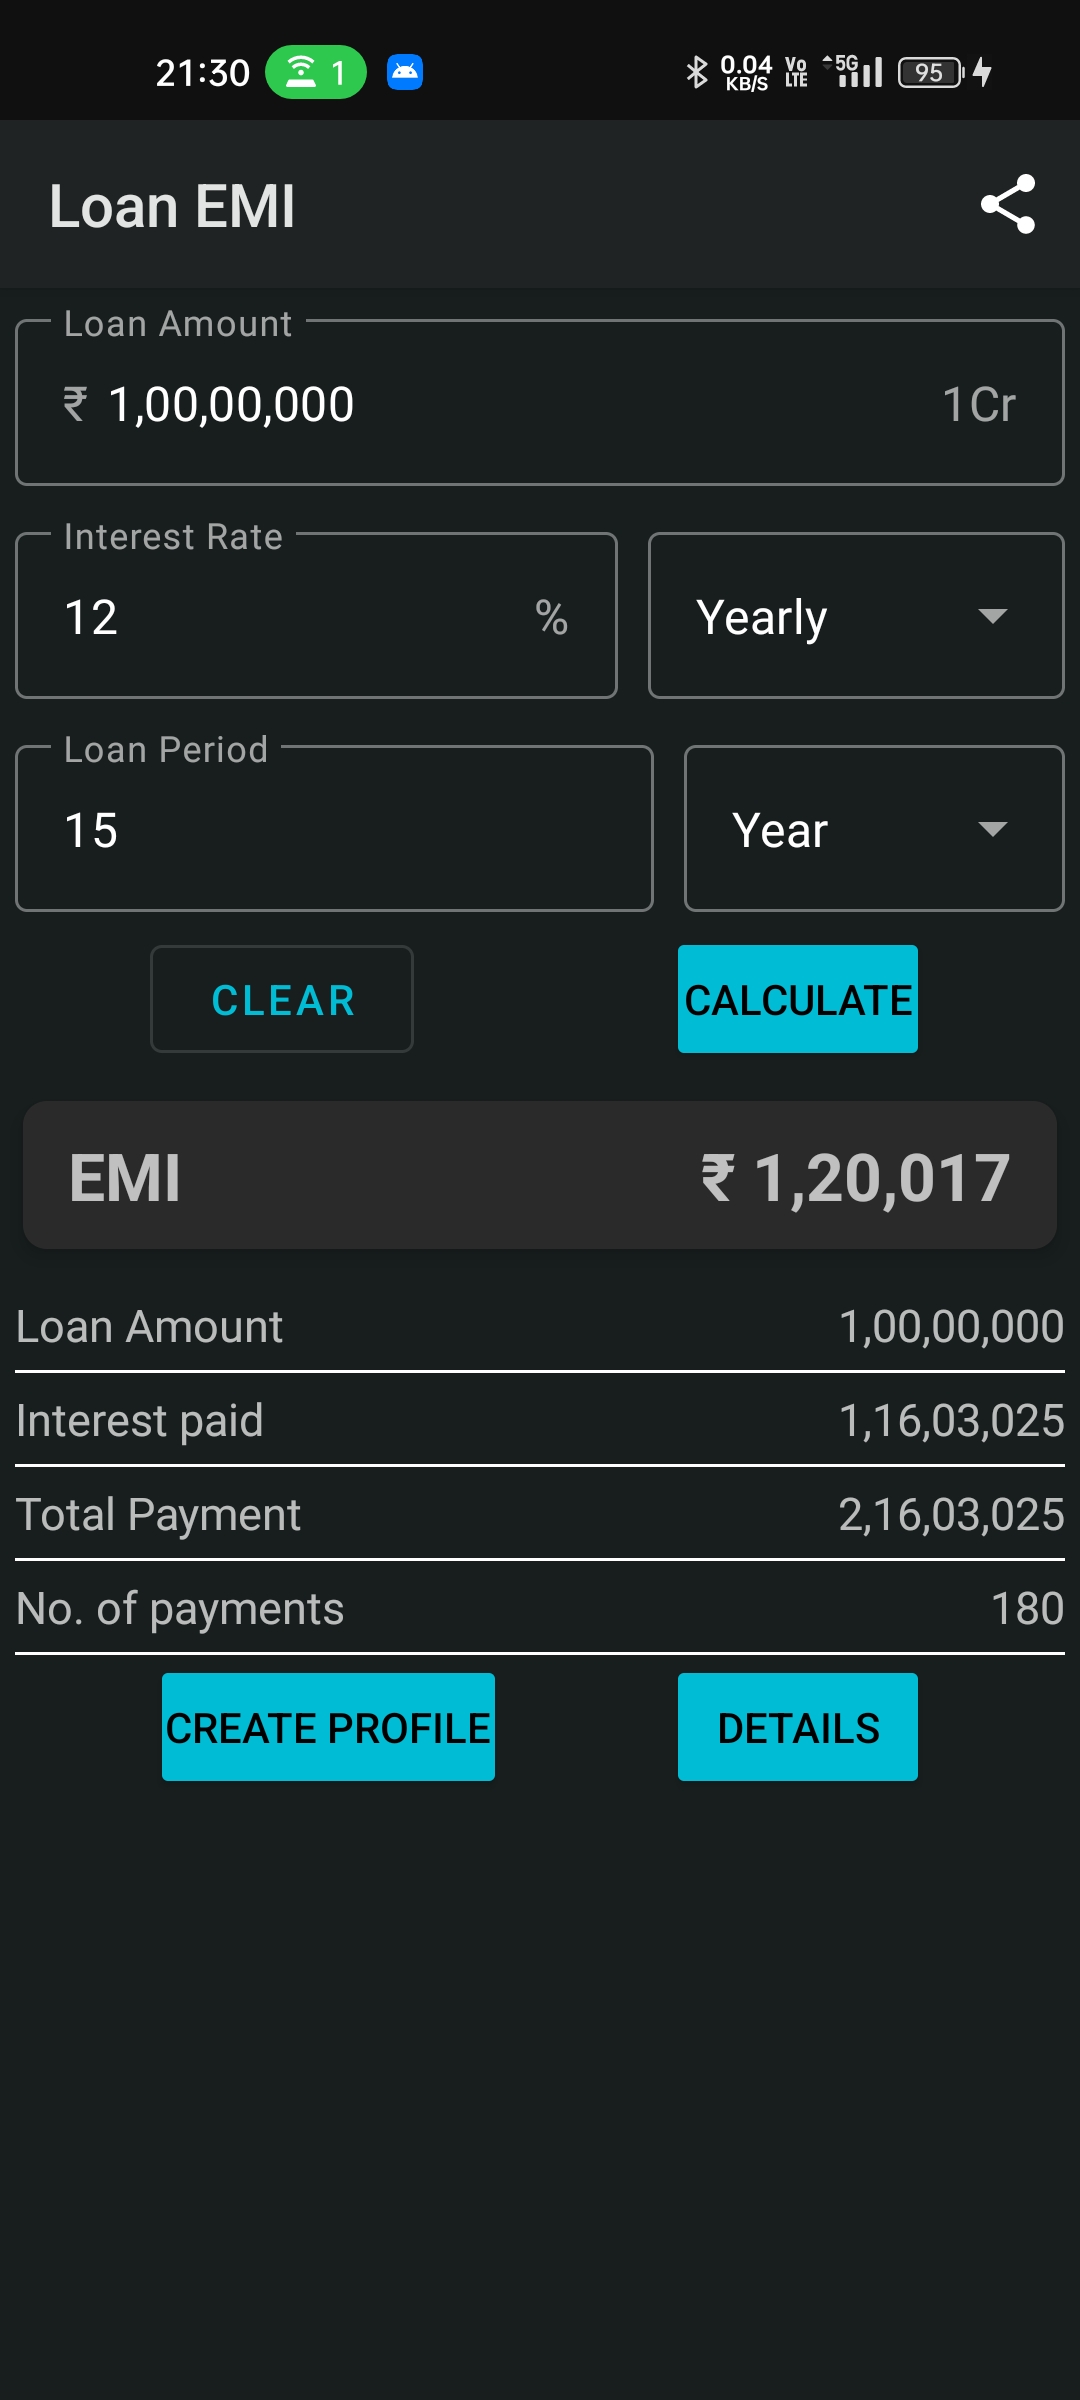 21:30 1 0.04 KB/S Vo LTE 5G 95
Loan EMI
Loan Amount
₹ 1,00,00,000 1Cr
Interest Rate
12 % Yearly
Loan Period
15 Year
CLEAR CALCULATE
EMI ₹ 1,20,017
Loan Amount 1,00,00,000
Interest paid 1,16,03,025
Total Payment 2,16,03,025
No. of payments 180
CREATE PROFILE DETAILS